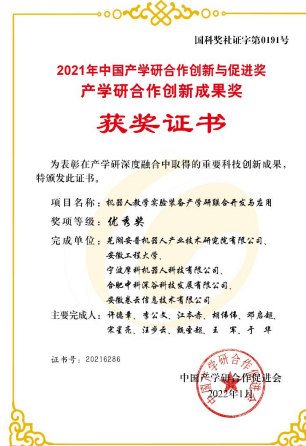 国科奖社证字第0191号
2021年中国产学研合作创新与促进奖
产学研合作创新成果奖
获奖证书
为表彰在产学研深度融合中取得的重要科技创新成果，
特颁发此证书。
项目名称：机器人教学实验装备产学研联合开发与应用
奖项等级：优秀奖
完成单位：芜湖安普机器人产业技术研究院有限公司、
安徽工程大学、
宁波摩科机器人科技有限公司、
合肥中科深谷科技发展有限公司、
安徽卷云信息技术有限公司
主要完成人：许德章、李公文、江本赤、胡伟伟、邓启超、
宋星亮、汪步云、甄圣超、王 军、于 华
证书号：20216286
中国产学研合作促进会
2022年1月